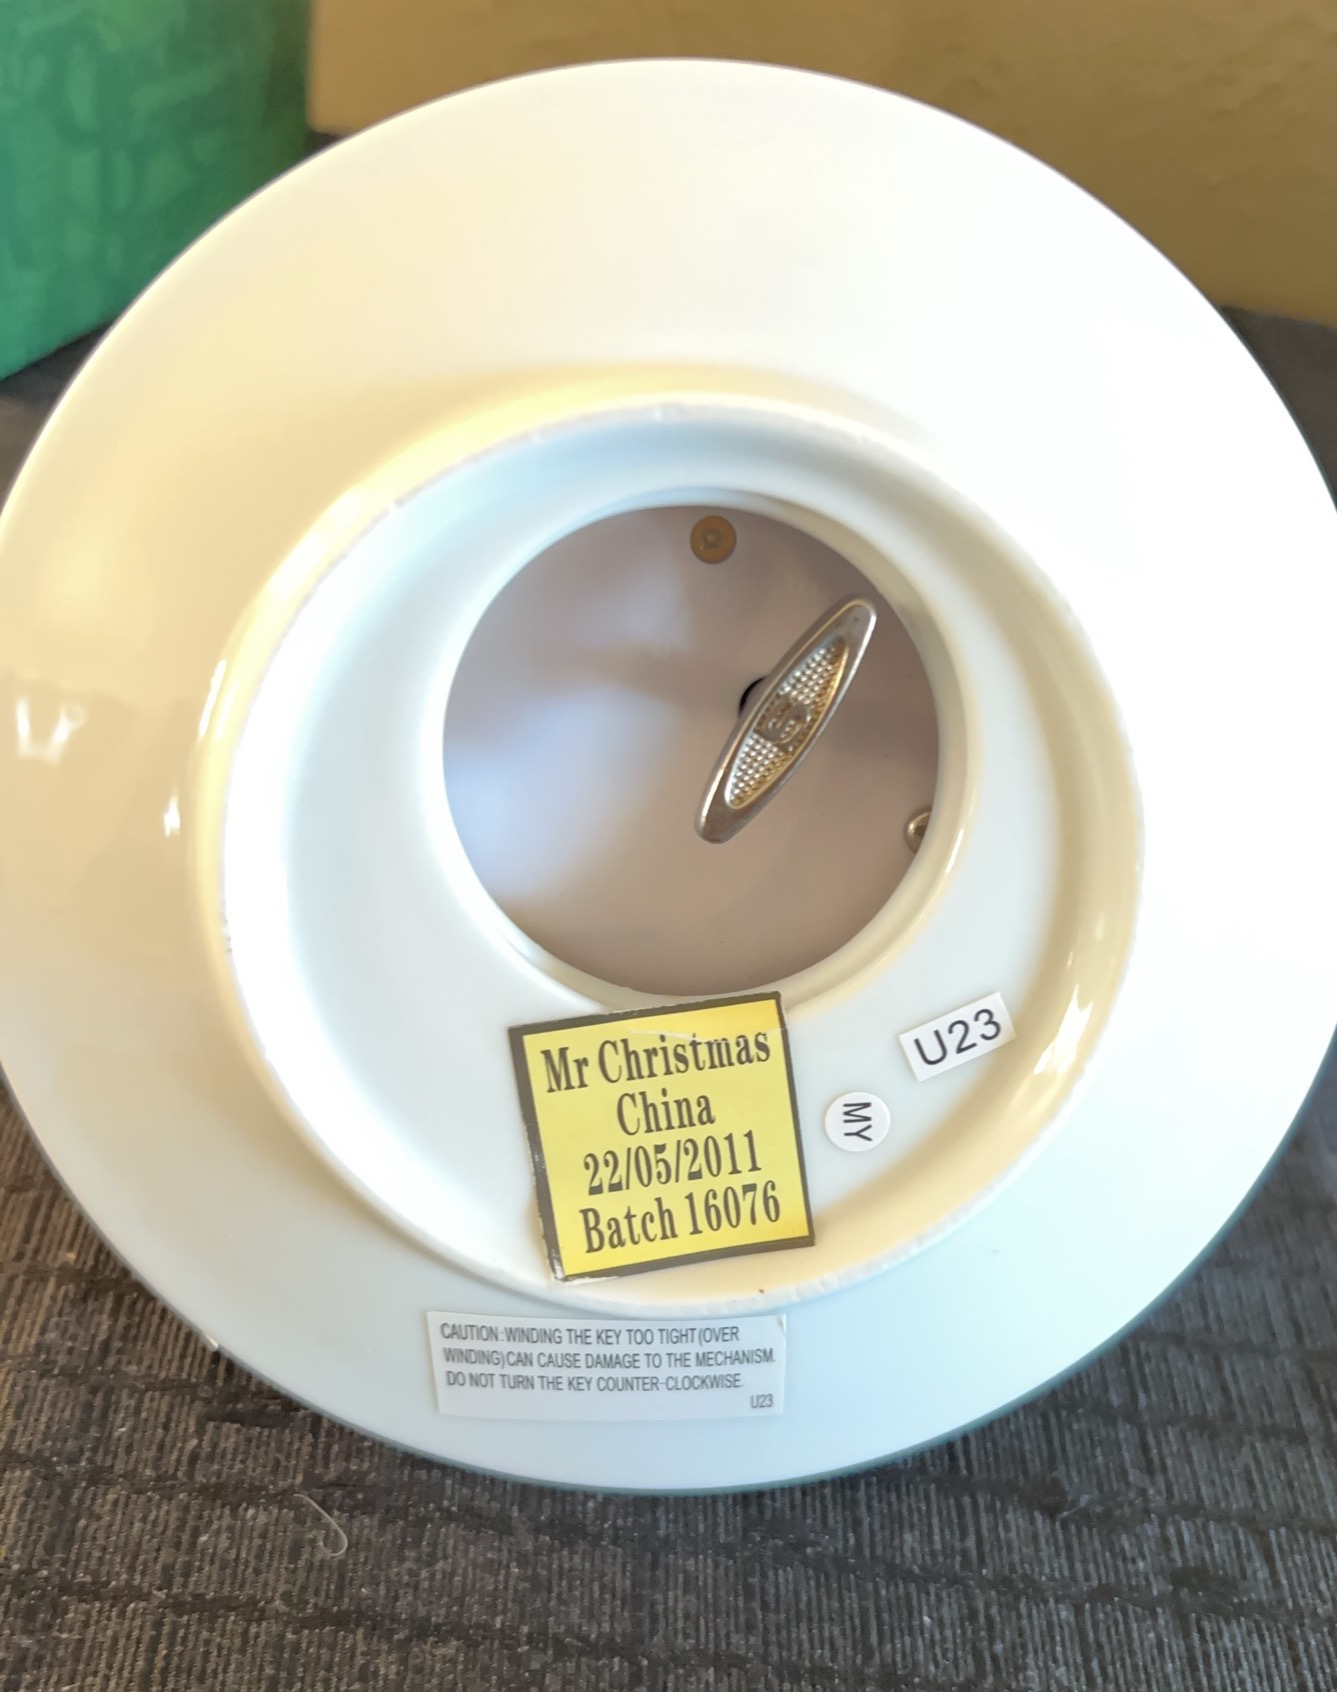 U23
Mr Christmas
China
22/05/2011
Batch 16076
MY
CAUTION:WINDING THE KEY TOO TIGHT(OVER
WINDING)CAN CAUSE DAMAGE TO THE MECHANISM.
DO NOT TURN THE KEY COUNTER-CLOCKWISE.
U23